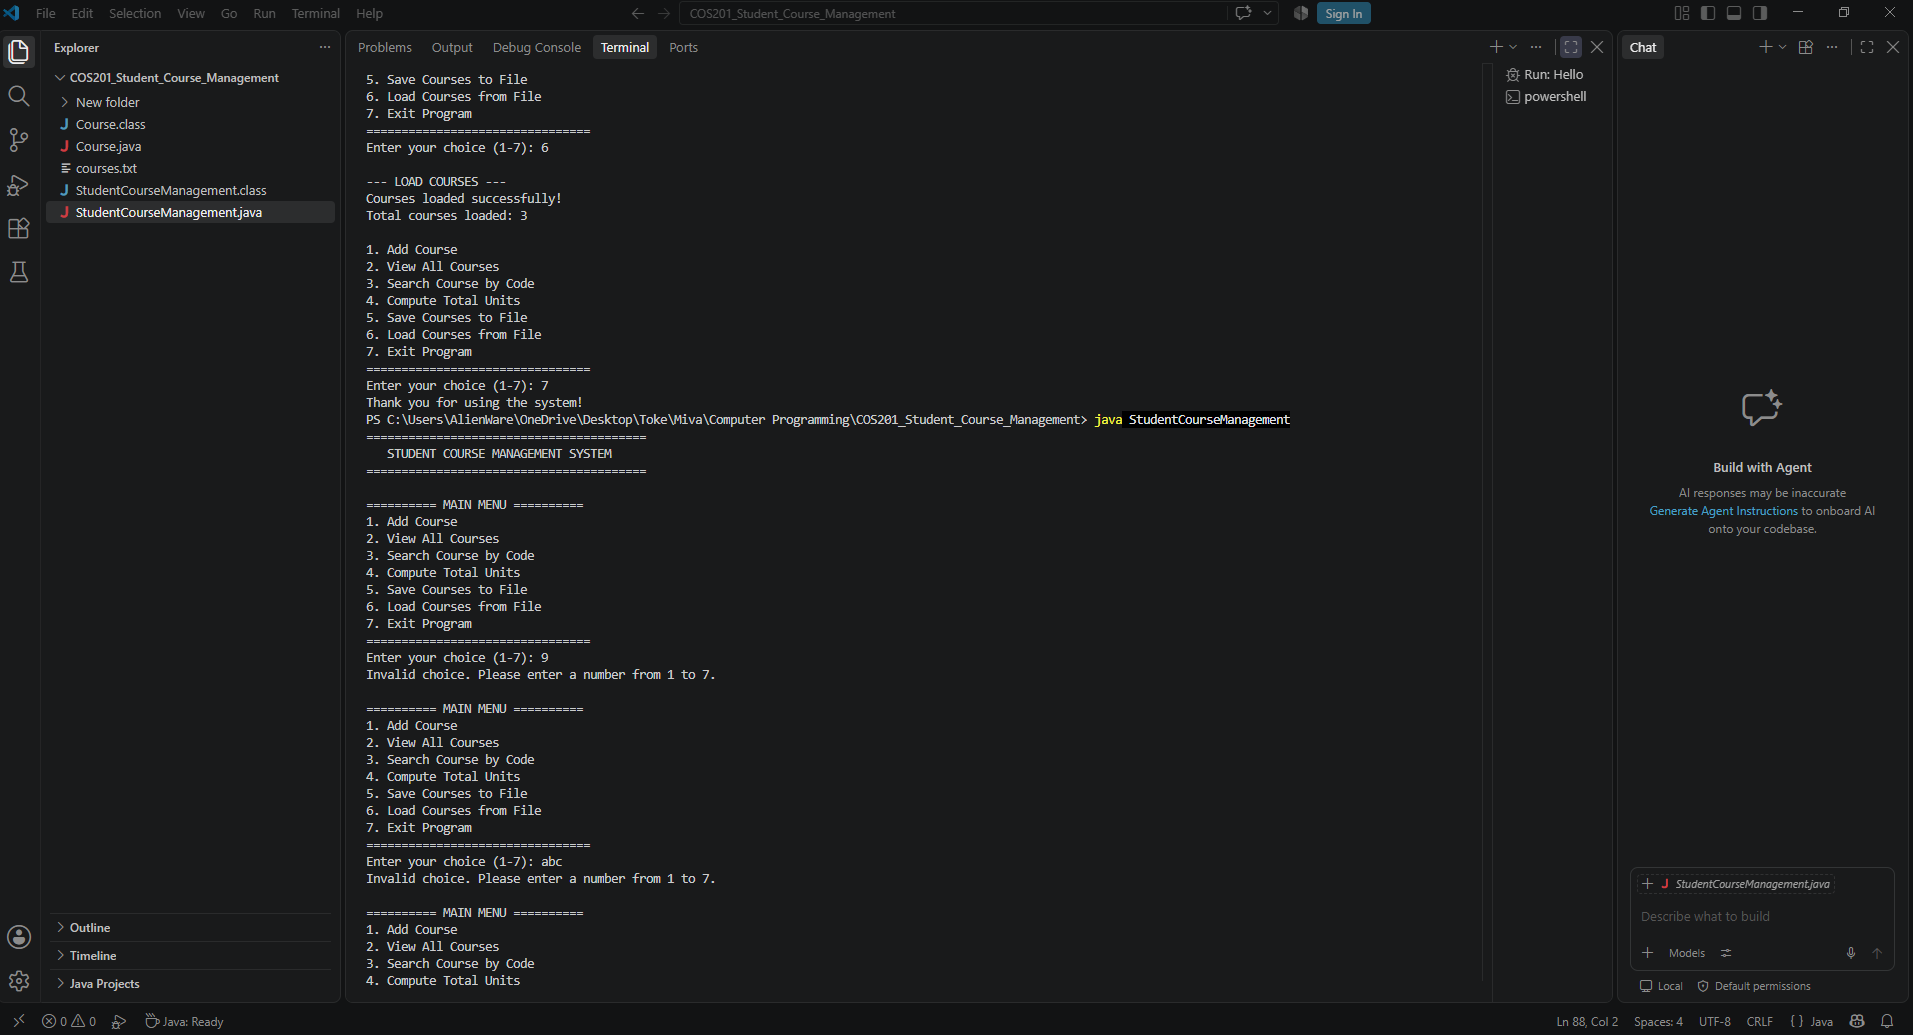 File Edit Selection View Go Run Terminal Help
COS201_Student_Course_Management
Sign In
Explorer
COS201_Student_Course_Management
New folder
Course.class
Course.java
courses.txt
StudentCourseManagement.class
StudentCourseManagement.java
Outline
Timeline
Java Projects
Problems Output Debug Console Terminal Ports
5. Save Courses to File
6. Load Courses from File
7. Exit Program
================================
Enter your choice (1-7): 6
--- LOAD COURSES ---
Courses loaded successfully!
Total courses loaded: 3
1. Add Course
2. View All Courses
3. Search Course by Code
4. Compute Total Units
5. Save Courses to File
6. Load Courses from File
7. Exit Program
================================
Enter your choice (1-7): 7
Thank you for using the system!
PS C:\Users\AlienWare\OneDrive\Desktop\Toke\Miva\Computer Programming\COS201_Student_Course_Management> java StudentCourseManagement
========================================
STUDENT COURSE MANAGEMENT SYSTEM
========================================
========== MAIN MENU ==========
1. Add Course
2. View All Courses
3. Search Course by Code
4. Compute Total Units
5. Save Courses to File
6. Load Courses from File
7. Exit Program
================================
Enter your choice (1-7): 9
Invalid choice. Please enter a number from 1 to 7.
========== MAIN MENU ==========
1. Add Course
2. View All Courses
3. Search Course by Code
4. Compute Total Units
5. Save Courses to File
6. Load Courses from File
7. Exit Program
================================
Enter your choice (1-7): abc
Invalid choice. Please enter a number from 1 to 7.
========== MAIN MENU ==========
1. Add Course
2. View All Courses
3. Search Course by Code
4. Compute Total Units
Run: Hello
powershell
Chat
Build with Agent
AI responses may be inaccurate
Generate Agent Instructions to onboard AI
onto your codebase.
StudentCourseManagement.java
Describe what to build
Models
Local Default permissions
0 0 Java: Ready
Ln 88, Col 2 Spaces: 4 UTF-8 CRLF {} Java